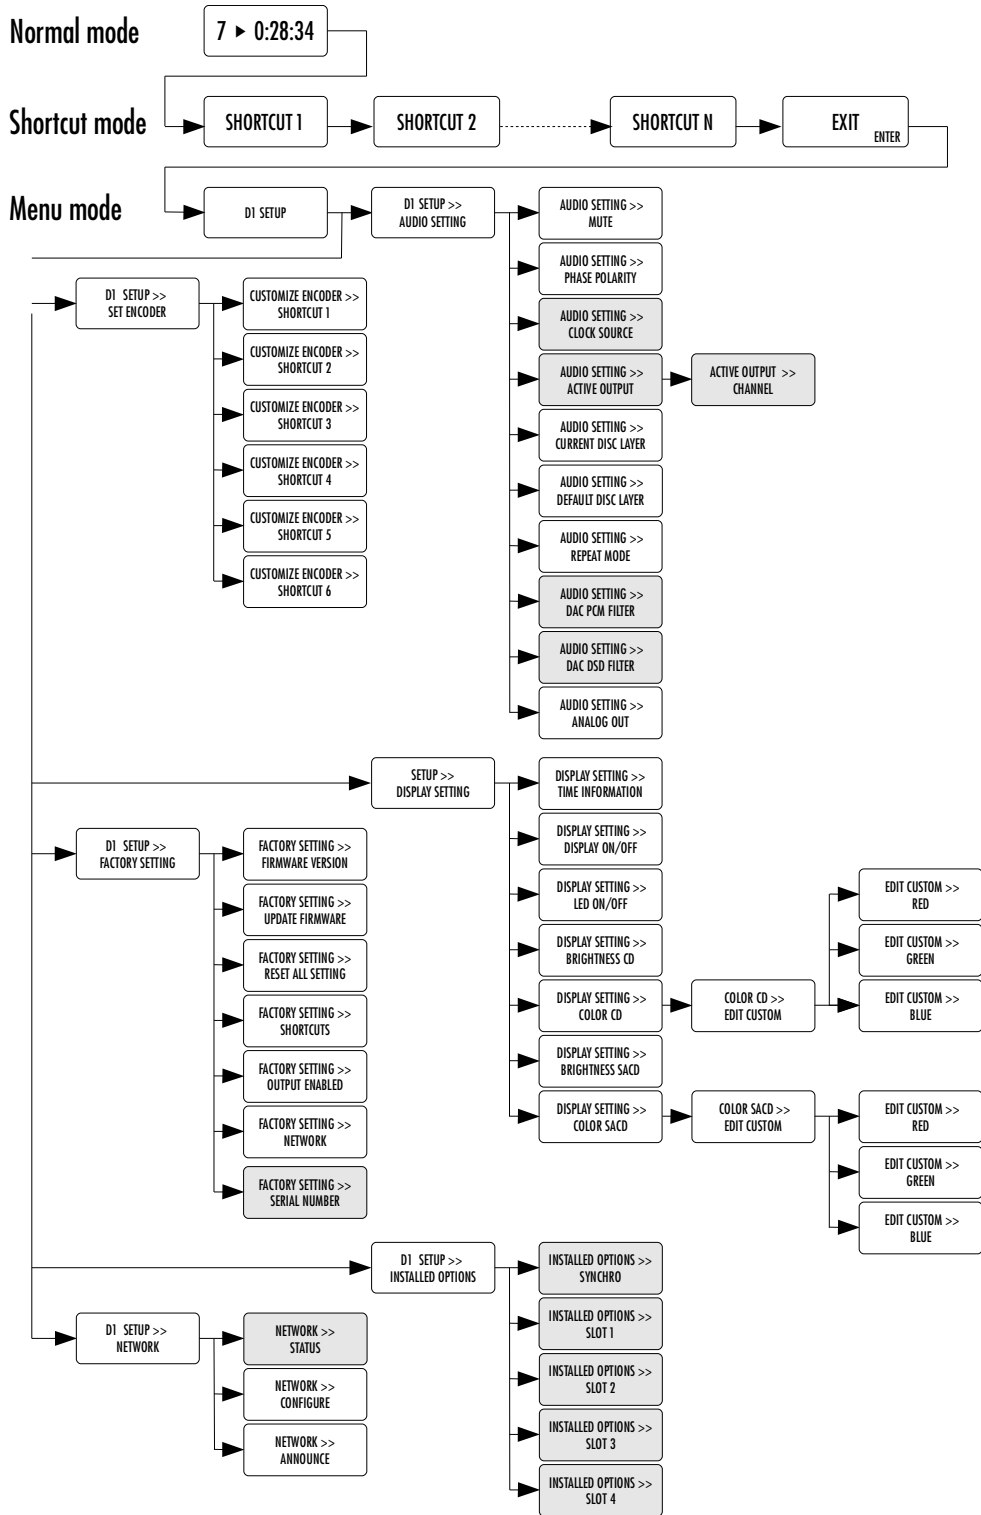 Normal mode
7 ▶ 0:28:34
Shortcut mode
SHORTCUT 1
SHORTCUT 2
SHORTCUT N
EXIT
ENTER
Menu mode
D1 SETUP
D1 SETUP >>
AUDIO SETTING
AUDIO SETTING >>
MUTE
AUDIO SETTING >>
PHASE POLARITY
AUDIO SETTING >>
CLOCK SOURCE
AUDIO SETTING >>
ACTIVE OUTPUT
ACTIVE OUTPUT >>
CHANNEL
AUDIO SETTING >>
CURRENT DISC LAYER
AUDIO SETTING >>
DEFAULT DISC LAYER
AUDIO SETTING >>
REPEAT MODE
AUDIO SETTING >>
DAC PCM FILTER
AUDIO SETTING >>
DAC DSD FILTER
AUDIO SETTING >>
ANALOG OUT
D1 SETUP >>
SET ENCODER
CUSTOMIZE ENCODER >>
SHORTCUT 1
CUSTOMIZE ENCODER >>
SHORTCUT 2
CUSTOMIZE ENCODER >>
SHORTCUT 3
CUSTOMIZE ENCODER >>
SHORTCUT 4
CUSTOMIZE ENCODER >>
SHORTCUT 5
CUSTOMIZE ENCODER >>
SHORTCUT 6
SETUP >>
DISPLAY SETTING
DISPLAY SETTING >>
TIME INFORMATION
DISPLAY SETTING >>
DISPLAY ON/OFF
DISPLAY SETTING >>
LED ON/OFF
DISPLAY SETTING >>
BRIGHTNESS CD
DISPLAY SETTING >>
COLOR CD
COLOR CD >>
EDIT CUSTOM
EDIT CUSTOM >>
RED
EDIT CUSTOM >>
GREEN
EDIT CUSTOM >>
BLUE
DISPLAY SETTING >>
BRIGHTNESS SACD
DISPLAY SETTING >>
COLOR SACD
COLOR SACD >>
EDIT CUSTOM
EDIT CUSTOM >>
RED
EDIT CUSTOM >>
GREEN
EDIT CUSTOM >>
BLUE
D1 SETUP >>
FACTORY SETTING
FACTORY SETTING >>
FIRMWARE VERSION
FACTORY SETTING >>
UPDATE FIRMWARE
FACTORY SETTING >>
RESET ALL SETTING
FACTORY SETTING >>
SHORTCUTS
FACTORY SETTING >>
OUTPUT ENABLED
FACTORY SETTING >>
NETWORK
FACTORY SETTING >>
SERIAL NUMBER
D1 SETUP >>
INSTALLED OPTIONS
INSTALLED OPTIONS >>
SYNCHRO
INSTALLED OPTIONS >>
SLOT 1
INSTALLED OPTIONS >>
SLOT 2
INSTALLED OPTIONS >>
SLOT 3
INSTALLED OPTIONS >>
SLOT 4
D1 SETUP >>
NETWORK
NETWORK >>
STATUS
NETWORK >>
CONFIGURE
NETWORK >>
ANNOUNCE